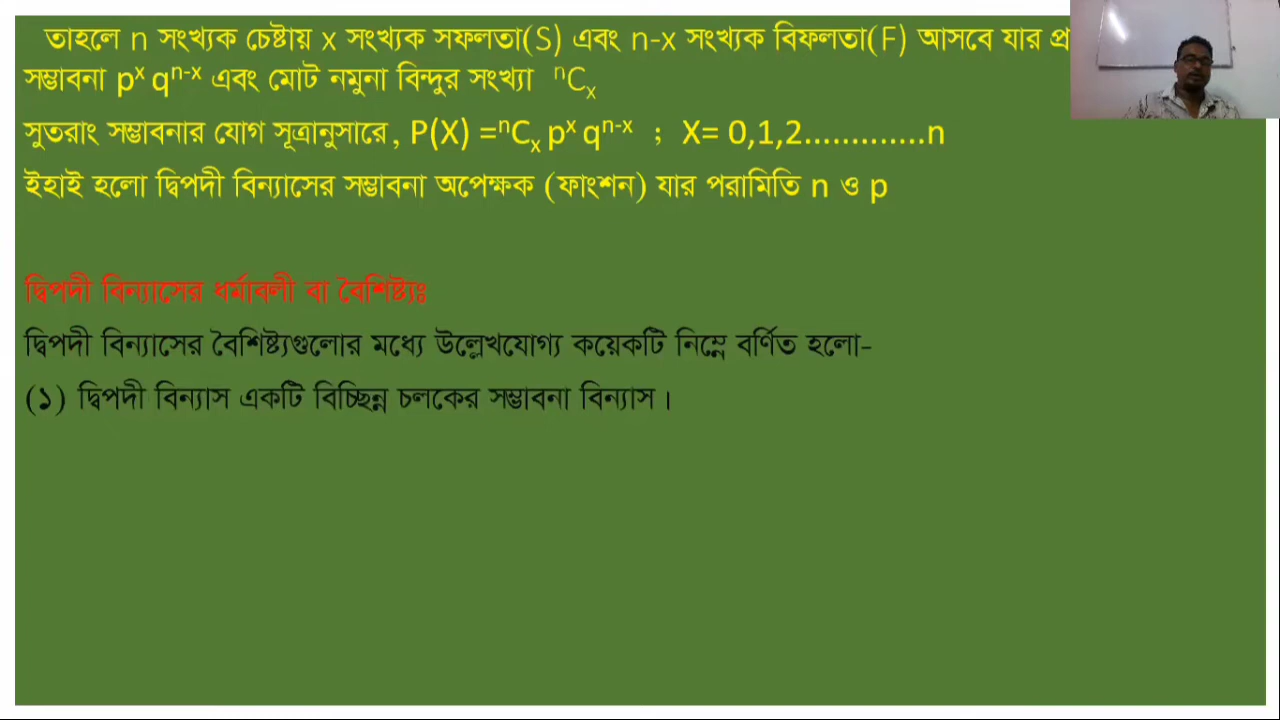 তাহলে n সংখ্যক চেষ্টায় x সংখ্যক সফলতা(S) এবং n-x সংখ্যক বিফলতা(F) আসবে যার
সম্ভাবনা pˣ qⁿ⁻ˣ এবং মোট নমুনা বিন্দুর সংখ্যা ⁿCₓ
সুতরাং সম্ভাবনার যোগ সূত্রানুসারে, P(X) =ⁿCₓ pˣ qⁿ⁻ˣ ; X= 0,1,2.............n
ইহাই হলো দ্বিপদী বিন্যাসের সম্ভাবনা অপেক্ষক (ফাংশন) যার পরামিতি n ও p
দ্বিপদী বিন্যাসের ধর্মাবলী বা বৈশিষ্ট্যঃ
দ্বিপদী বিন্যাসের বৈশিষ্ট্যগুলোর মধ্যে উল্লেখযোগ্য কয়েকটি নিম্নে বর্ণিত হলো-
(১) দ্বিপদী বিন্যাস একটি বিচ্ছিন্ন চলকের সম্ভাবনা বিন্যাস।